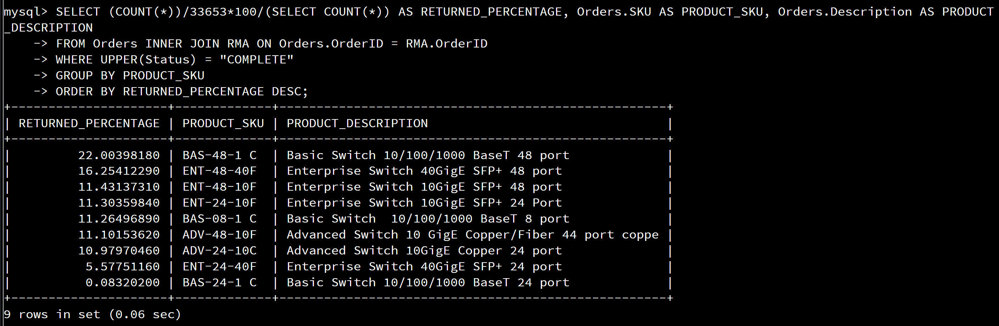 mysql> SELECT (COUNT(*))/33653*100/(SELECT COUNT(*)) AS RETURNED_PERCENTAGE, Orders.SKU AS PRODUCT_SKU, Orders.Description AS PRODUCT
_DESCRIPTION
    -> FROM Orders INNER JOIN RMA ON Orders.OrderID = RMA.OrderID
    -> WHERE UPPER(Status) = "COMPLETE"
    -> GROUP BY PRODUCT_SKU
    -> ORDER BY RETURNED_PERCENTAGE DESC;
+---------------------+-------------+----------------------------------------------------+
| RETURNED_PERCENTAGE | PRODUCT_SKU | PRODUCT_DESCRIPTION                                |
+---------------------+-------------+----------------------------------------------------+
|         22.00398180 | BAS-48-1 C  | Basic Switch 10/100/1000 BaseT 48 port             |
|         16.25412290 | ENT-48-40F  | Enterprise Switch 40GigE SFP+ 48 port              |
|         11.43137310 | ENT-48-10F  | Enterprise Switch 10GigE SFP+ 48 port              |
|         11.30359840 | ENT-24-10F  | Enterprise Switch 10GigE SFP+ 24 Port              |
|         11.26496890 | BAS-08-1 C  | Basic Switch  10/100/1000 BaseT 8 port             |
|         11.10153620 | ADV-48-10F  | Advanced Switch 10 GigE Copper/Fiber 44 port coppe |
|         10.97970460 | ADV-24-10C  | Advanced Switch 10GigE Copper 24 port              |
|          5.57751160 | ENT-24-40F  | Enterprise Switch 40GigE SFP+ 24 port              |
|          0.08320200 | BAS-24-1 C  | Basic Switch 10/100/1000 BaseT 24 port             |
+---------------------+-------------+----------------------------------------------------+
9 rows in set (0.06 sec)